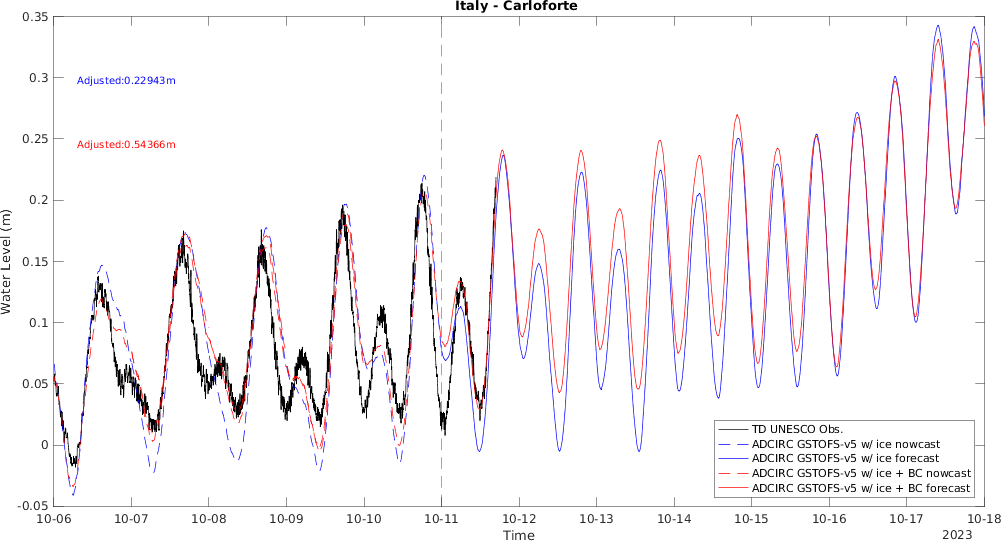 Italy - Carloforte
0.35
0.3
0.25
0.2
0.15
0.1
0.05
0
-0.05
Water Level (m)
Adjusted:0.22943m
Adjusted:0.54366m
TD UNESCO Obs.
ADCIRC GSTOFS-v5 w/ ice nowcast
ADCIRC GSTOFS-v5 w/ ice forecast
ADCIRC GSTOFS-v5 w/ ice + BC nowcast
ADCIRC GSTOFS-v5 w/ ice + BC forecast
10-06 10-07 10-08 10-09 10-10 10-11 10-12 10-13 10-14 10-15 10-16 10-17 10-18
Time
2023